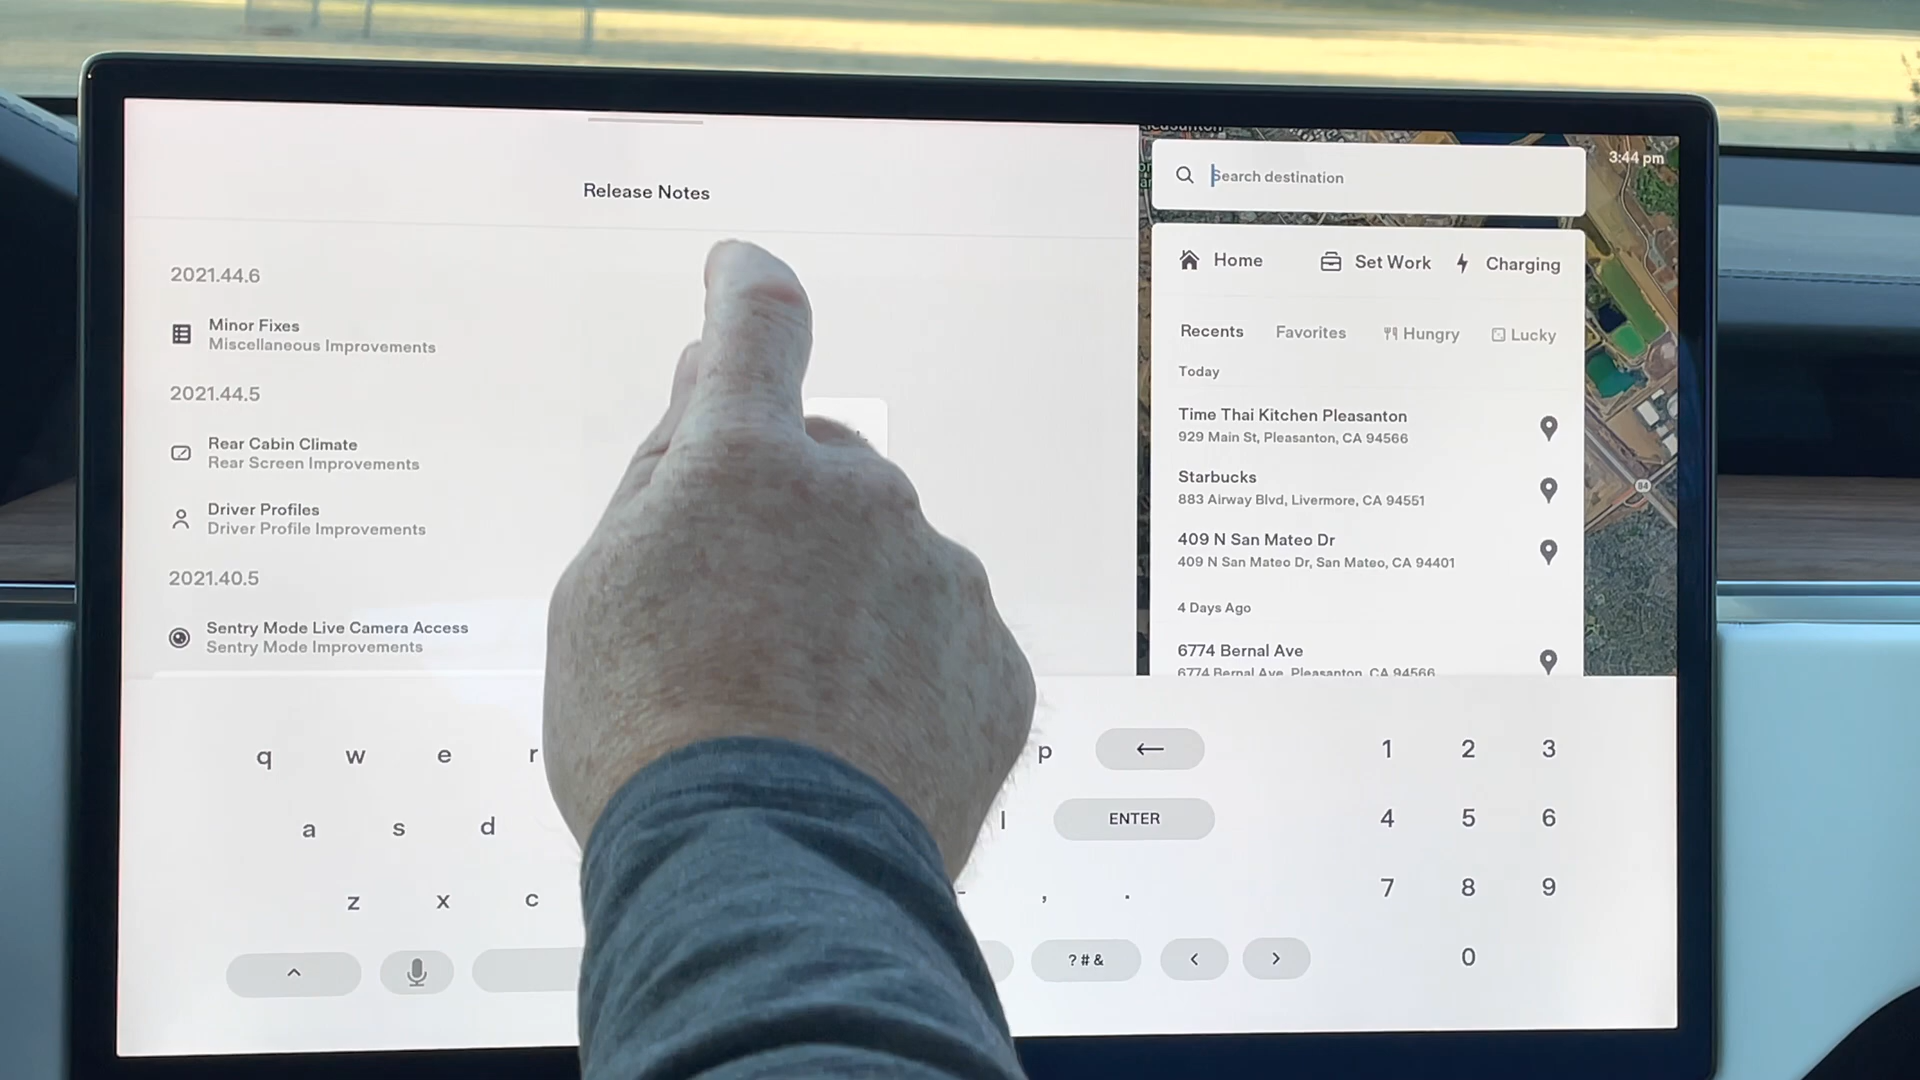 Release Notes
2021.44.6
Minor Fixes
Miscellaneous Improvements
2021.44.5
Rear Cabin Climate
Rear Screen Improvements
Driver Profiles
Driver Profile Improvements
2021.40.5
Sentry Mode Live Camera Access
Sentry Mode Improvements
3:44 pm
Search destination
Home
Set Work
Charging
Recents
Favorites
Hungry
Lucky
Today
Time Thai Kitchen Pleasanton
929 Main St, Pleasanton, CA 94566
Starbucks
883 Airway Blvd, Livermore, CA 94551
409 N San Mateo Dr
409 N San Mateo Dr, San Mateo, CA 94401
4 Days Ago
6774 Bernal Ave
6774 Bernal Ave, Pleasanton, CA 94566
84
q w e r p 1 2 3
a s d l ENTER 4 5 6
z x c , . 7 8 9
?#& < > 0